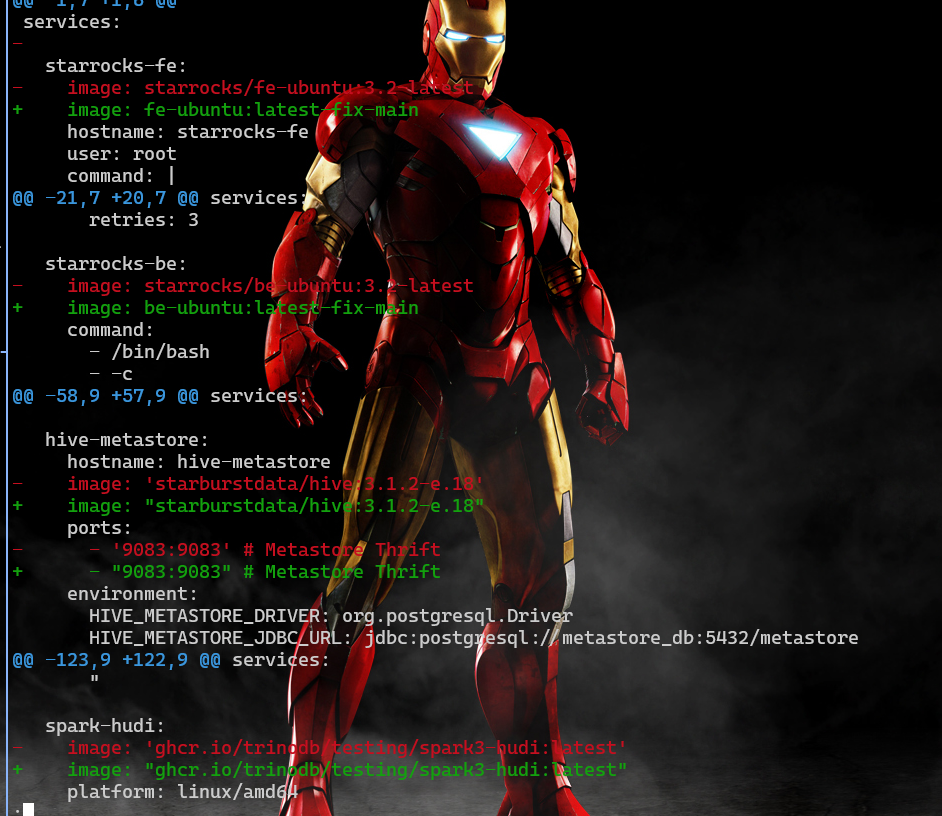 @@ -1,7 +1,6 @@
 services:
-
   starrocks-fe:
-    image: starrocks/fe-ubuntu:3.2-latest
+    image: fe-ubuntu:latest-fix-main
     hostname: starrocks-fe
     user: root
     command: |
@@ -21,7 +20,7 @@ services:
       retries: 3

   starrocks-be:
-    image: starrocks/be-ubuntu:3.2-latest
+    image: be-ubuntu:latest-fix-main
     command:
       - /bin/bash
       - -c
@@ -58,9 +57,9 @@ services:

   hive-metastore:
     hostname: hive-metastore
-    image: 'starburstdata/hive:3.1.2-e.18'
+    image: "starburstdata/hive:3.1.2-e.18"
     ports:
-      - '9083:9083' # Metastore Thrift
+      - "9083:9083" # Metastore Thrift
     environment:
       HIVE_METASTORE_DRIVER: org.postgresql.Driver
       HIVE_METASTORE_JDBC_URL: jdbc:postgresql://metastore_db:5432/metastore
@@ -123,9 +122,9 @@ services:
       "

   spark-hudi:
-    image: 'ghcr.io/trinodb/testing/spark3-hudi:latest'
+    image: "ghcr.io/trinodb/testing/spark3-hudi:latest"
     platform: linux/amd64
: